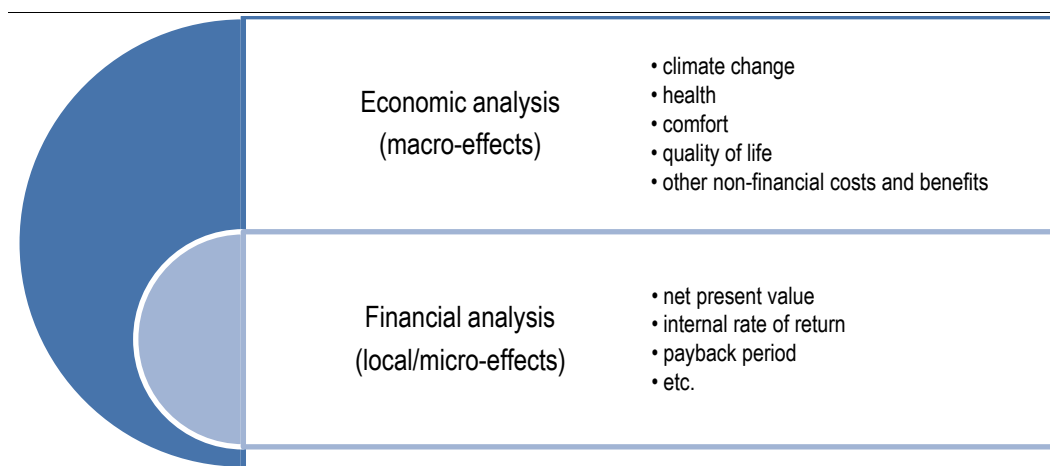 Economic analysis
(macro-effects)
• climate change
• health
• comfort
• quality of life
• other non-financial costs and benefits
Financial analysis
(local/micro-effects)
• net present value
• internal rate of return
• payback period
• etc.